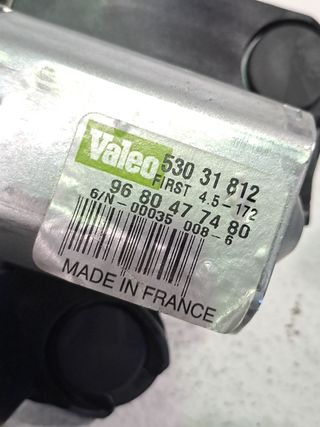 Valeo 530 31 812
FIRST 4.5-172
96 80 47 74 80
6/N-00035 008-6
MADE IN FRANCE